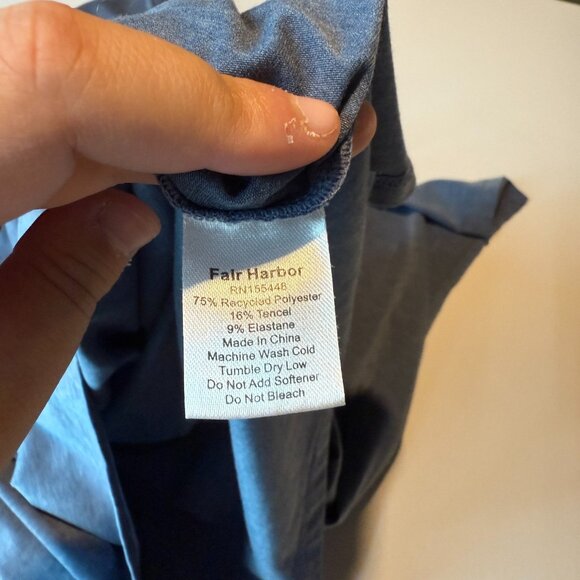 Fair Harbor
RN155448
75% Recycled Polyester
16% Tencel
9% Elastane
Made In China
Machine Wash Cold
Tumble Dry Low
Do Not Add Softener
Do Not Bleach